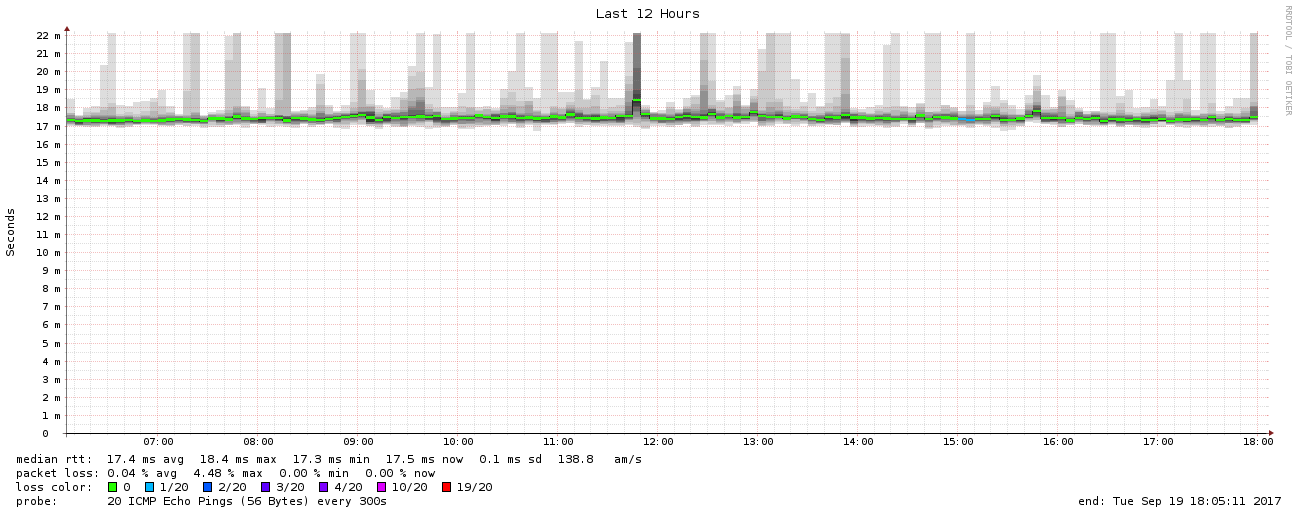 Last 12 Hours
RRDTOOL / TOBI OETIKER
22 m
21 m
20 m
19 m
18 m
17 m
16 m
15 m
14 m
13 m
12 m
11 m
10 m
9 m
8 m
7 m
6 m
5 m
4 m
3 m
2 m
1 m
0
Seconds
07:00 08:00 09:00 10:00 11:00 12:00 13:00 14:00 15:00 16:00 17:00 18:00
median rtt: 17.4 ms avg 18.4 ms max 17.3 ms min 17.5 ms now 0.1 ms sd 138.8 am/s
packet loss: 0.04 % avg 4.48 % max 0.00 % min 0.00 % now
loss color: 0 1/20 2/20 3/20 4/20 10/20 19/20
probe: 20 ICMP Echo Pings (56 Bytes) every 300s end: Tue Sep 19 18:05:11 2017